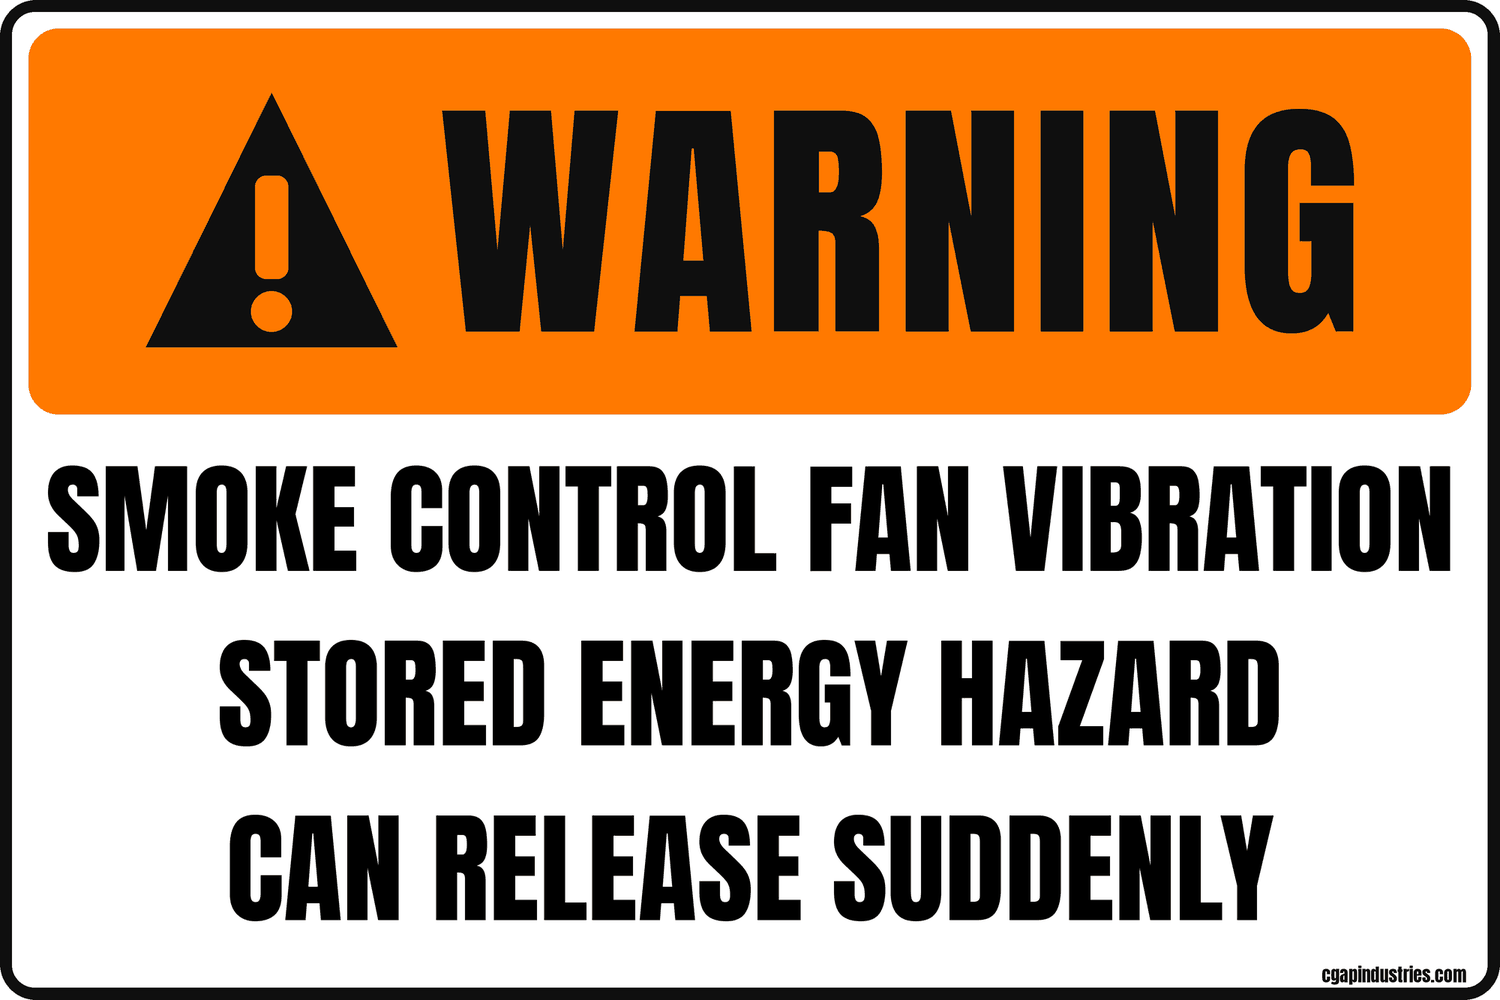 WARNING
SMOKE CONTROL FAN VIBRATION
STORED ENERGY HAZARD
CAN RELEASE SUDDENLY
cgapindustries.com